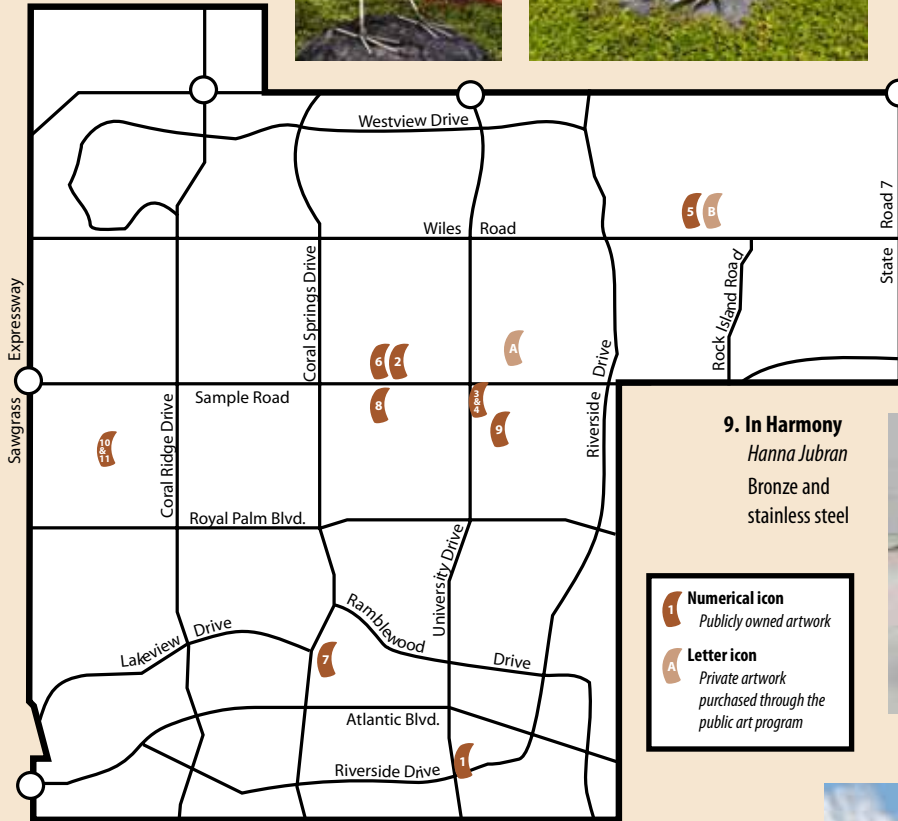 Westview Drive
Wiles Road
5
B
State Road 7
Sawgrass Expressway
Coral Springs Drive
Rock Island Road
6
2
A
Sample Road
8
3
&
4
9
Riverside Drive
10
&
11
Coral Ridge Drive
Royal Palm Blvd.
University Drive
Ramblewood Drive
Lakeview Drive
7
Atlantic Blvd.
1
Riverside Drive
9. In Harmony
Hanna Jubran
Bronze and
stainless steel
1
Numerical icon
Publicly owned artwork
A
Letter icon
Private artwork
purchased through the
public art program